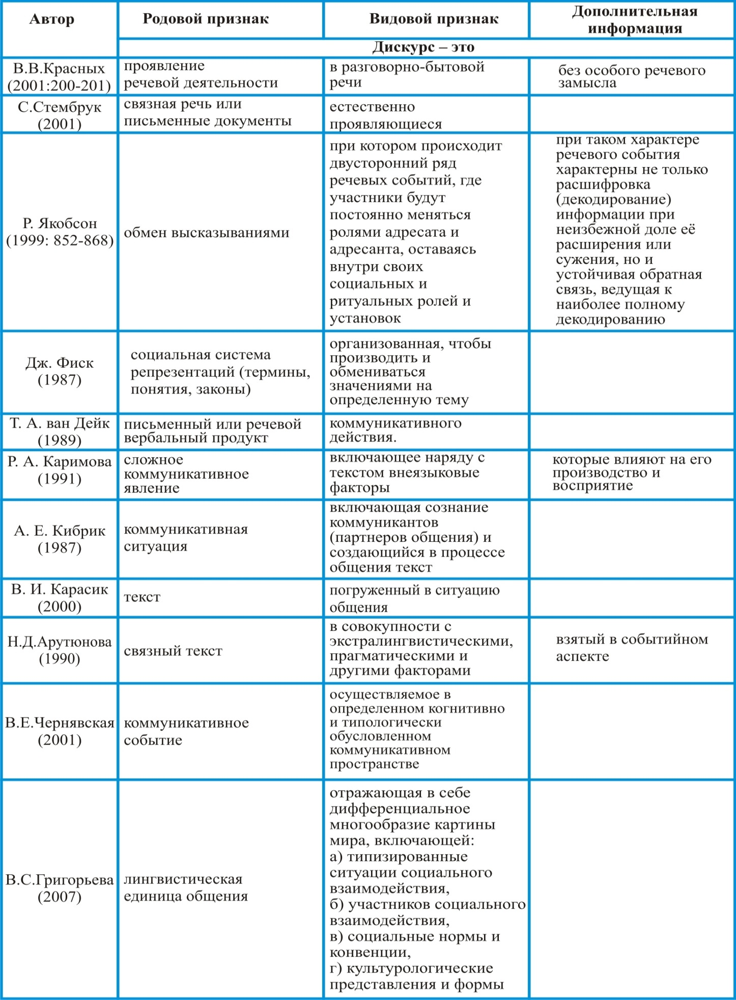 Автор
Родовой признак
Видовой признак
Дополнительная
информация
Дискурс – это
В.В.Красных
(2001:200-201)
проявление
речевой деятельности
в разговорно-бытовой
речи
без особого речевого
замысла
С.Стембрук
(2001)
связная речь или
письменные документы
естественно
проявляющиеся
Р. Якобсон
(1999: 852-868)
обмен высказываниями
при котором происходит
двусторонний ряд
речевых событий, где
участники будут
постоянно меняться
ролями адресата и
адресанта, оставаясь
внутри своих
социальных и
ритуальных ролей и
установок
при таком характере
речевого события
характерны не только
расшифровка
(декодирование)
информации при
неизбежной доле её
расширения или
сужения, но и
устойчивая обратная
связь, ведущая к
наиболее полному
декодированию
Дж. Фиск
(1987)
социальная система
репрезентаций (термины,
понятия, законы)
организованная, чтобы
производить и
обмениваться
значениями на
определенную тему
Т. А. ван Дейк
(1989)
письменный или речевой
вербальный продукт
коммуникативного
действия.
Р. А. Каримова
(1991)
сложное
коммуникативное
явление
включающее наряду с
текстом внеязыковые
факторы
которые влияют на его
производство и
восприятие
А. Е. Кибрик
(1987)
коммуникативная
ситуация
включающая сознание
коммуникантов
(партнеров общения) и
создающийся в процессе
общения текст
В. И. Карасик
(2000)
текст
погруженный в ситуацию
общения
Н.Д.Арутюнова
(1990)
связный текст
в совокупности с
экстралингвистическими,
прагматическими и
другими факторами
взятый в событийном
аспекте
В.Е.Чернявская
(2001)
коммуникативное
событие
осуществляемое в
определенном когнитивно
и типологически
обусловленном
коммуникативном
пространстве
В.С.Григорьева
(2007)
лингвистическая
единица общения
отражающая в себе
дифференциальное
многообразие картины
мира, включающей:
а) типизированные
ситуации социального
взаимодействия,
б) участников социального
взаимодействия,
в) социальные нормы и
конвенции,
г) культурологические
представления и формы